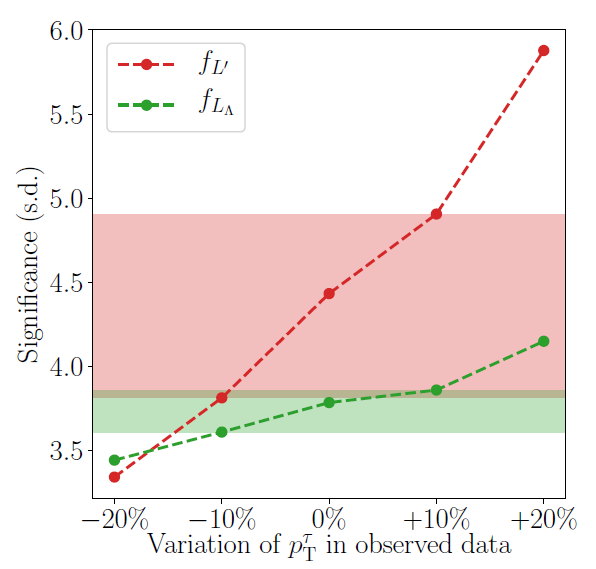 6.0
5.5
5.0
4.5
4.0
3.5
Significance (s.d.)
f_{L'}
f_{L_Λ}
−20% −10% 0% +10% +20%
Variation of p_T^τ in observed data